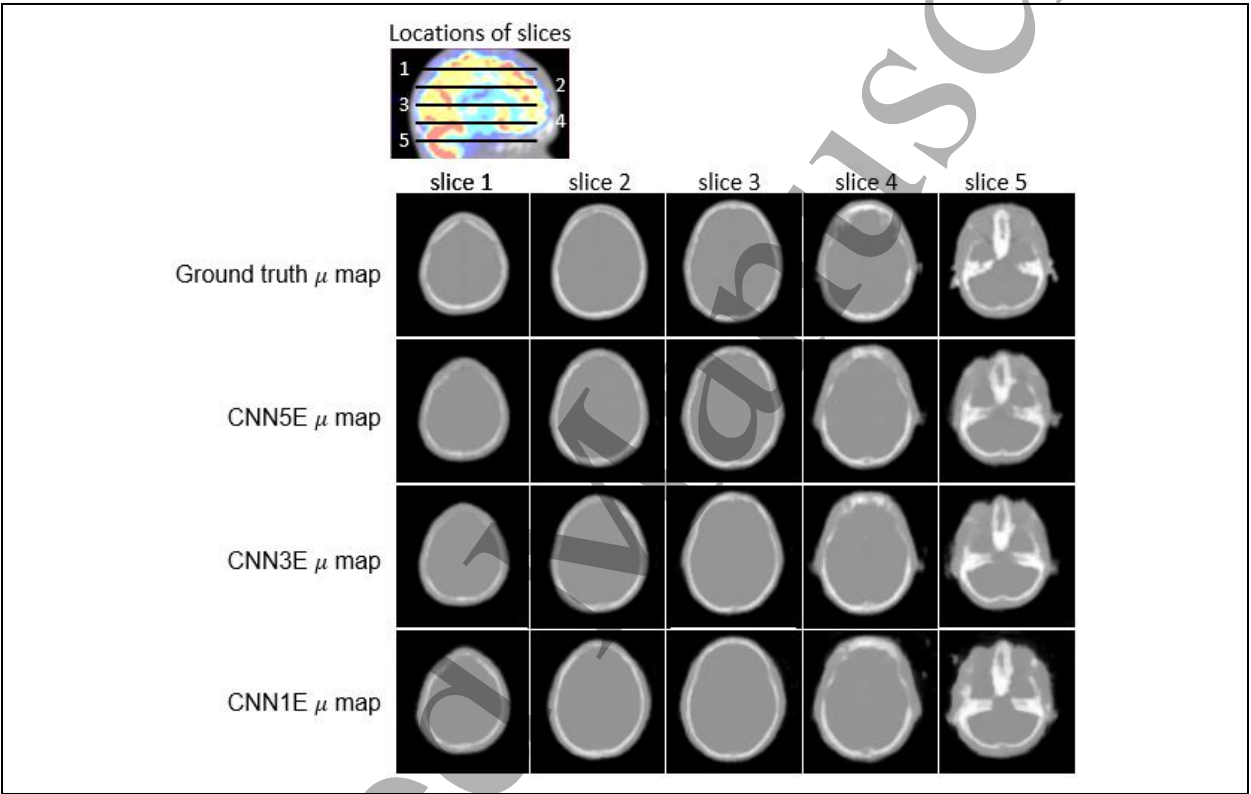 Locations of slices
1
2
3
4
5
slice 1 slice 2 slice 3 slice 4 slice 5
Ground truth μ map
CNN5E μ map
CNN3E μ map
CNN1E μ map